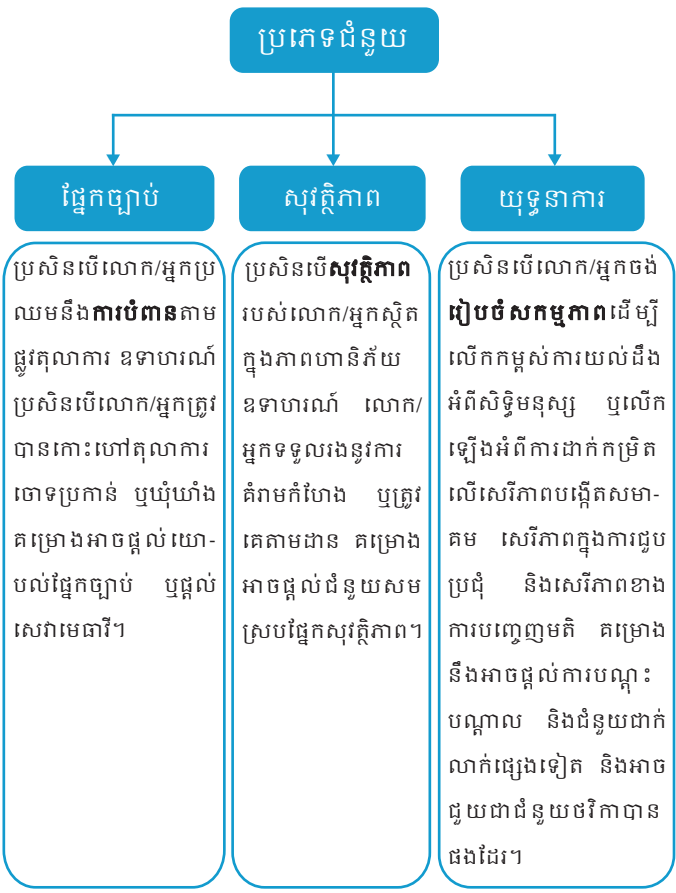 ប្រភេទជំនួយ
ផ្នែកច្បាប់
ប្រសិនបើលោក/អ្នកប្រ
ឈមនឹងការបំពានតាម
ផ្លូវតុលាការ ឧទាហរណ៍
ប្រសិនបើលោក/អ្នកត្រូវ
បានកោះហៅតុលាការ
ចោទប្រកាន់ ឬឃុំឃាំង
គម្រោងអាចផ្តល់យោ-
បល់ផ្នែកច្បាប់ ឬផ្តល់
សេវាមេធាវី។
សុវត្ថិភាព
ប្រសិនបើសុវត្ថិភាព
របស់លោក/អ្នកស្ថិត
ក្នុងភាពហានិភ័យ
ឧទាហរណ៍ លោក/
អ្នកទទួលរងនូវការ
គំរាមកំហែង ឬត្រូវ
គេតាមដាន គម្រោង
អាចផ្តល់ជំនួយសម
ស្របផ្នែកសុវត្ថិភាព។
យុទ្ធនាការ
ប្រសិនបើលោក/អ្នកចង់
រៀបចំសកម្មភាពដើម្បី
លើកកម្ពស់ការយល់ដឹង
អំពីសិទ្ធិមនុស្ស ឬលើក
ឡើងអំពីការដាក់កម្រិត
លើសេរីភាពបង្កើតសមា-
គម សេរីភាពក្នុងការជួប
ប្រជុំ និងសេរីភាពខាង
ការបញ្ចេញមតិ គម្រោង
នឹងអាចផ្តល់ការបណ្តុះ
បណ្តាល និងជំនួយជាក់
លាក់ផ្សេងទៀត និងអាច
ជួយជាជំនួយថវិកាបាន
ផងដែរ។